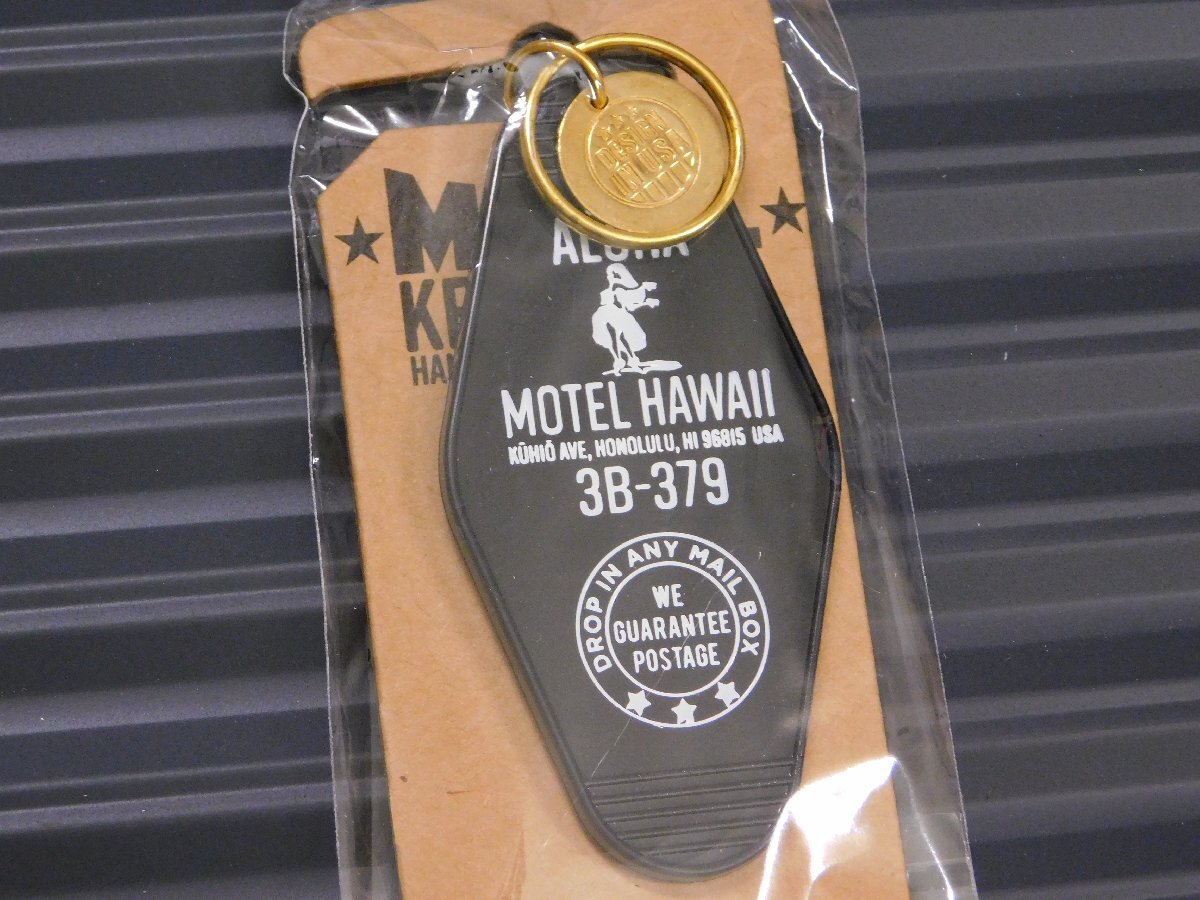 ALOHA
MOTEL HAWAII
KŪHIŌ AVE, HONOLULU, HI 96815 USA
3B-379
DROP IN ANY MAIL BOX
WE
GUARANTEE
POSTAGE